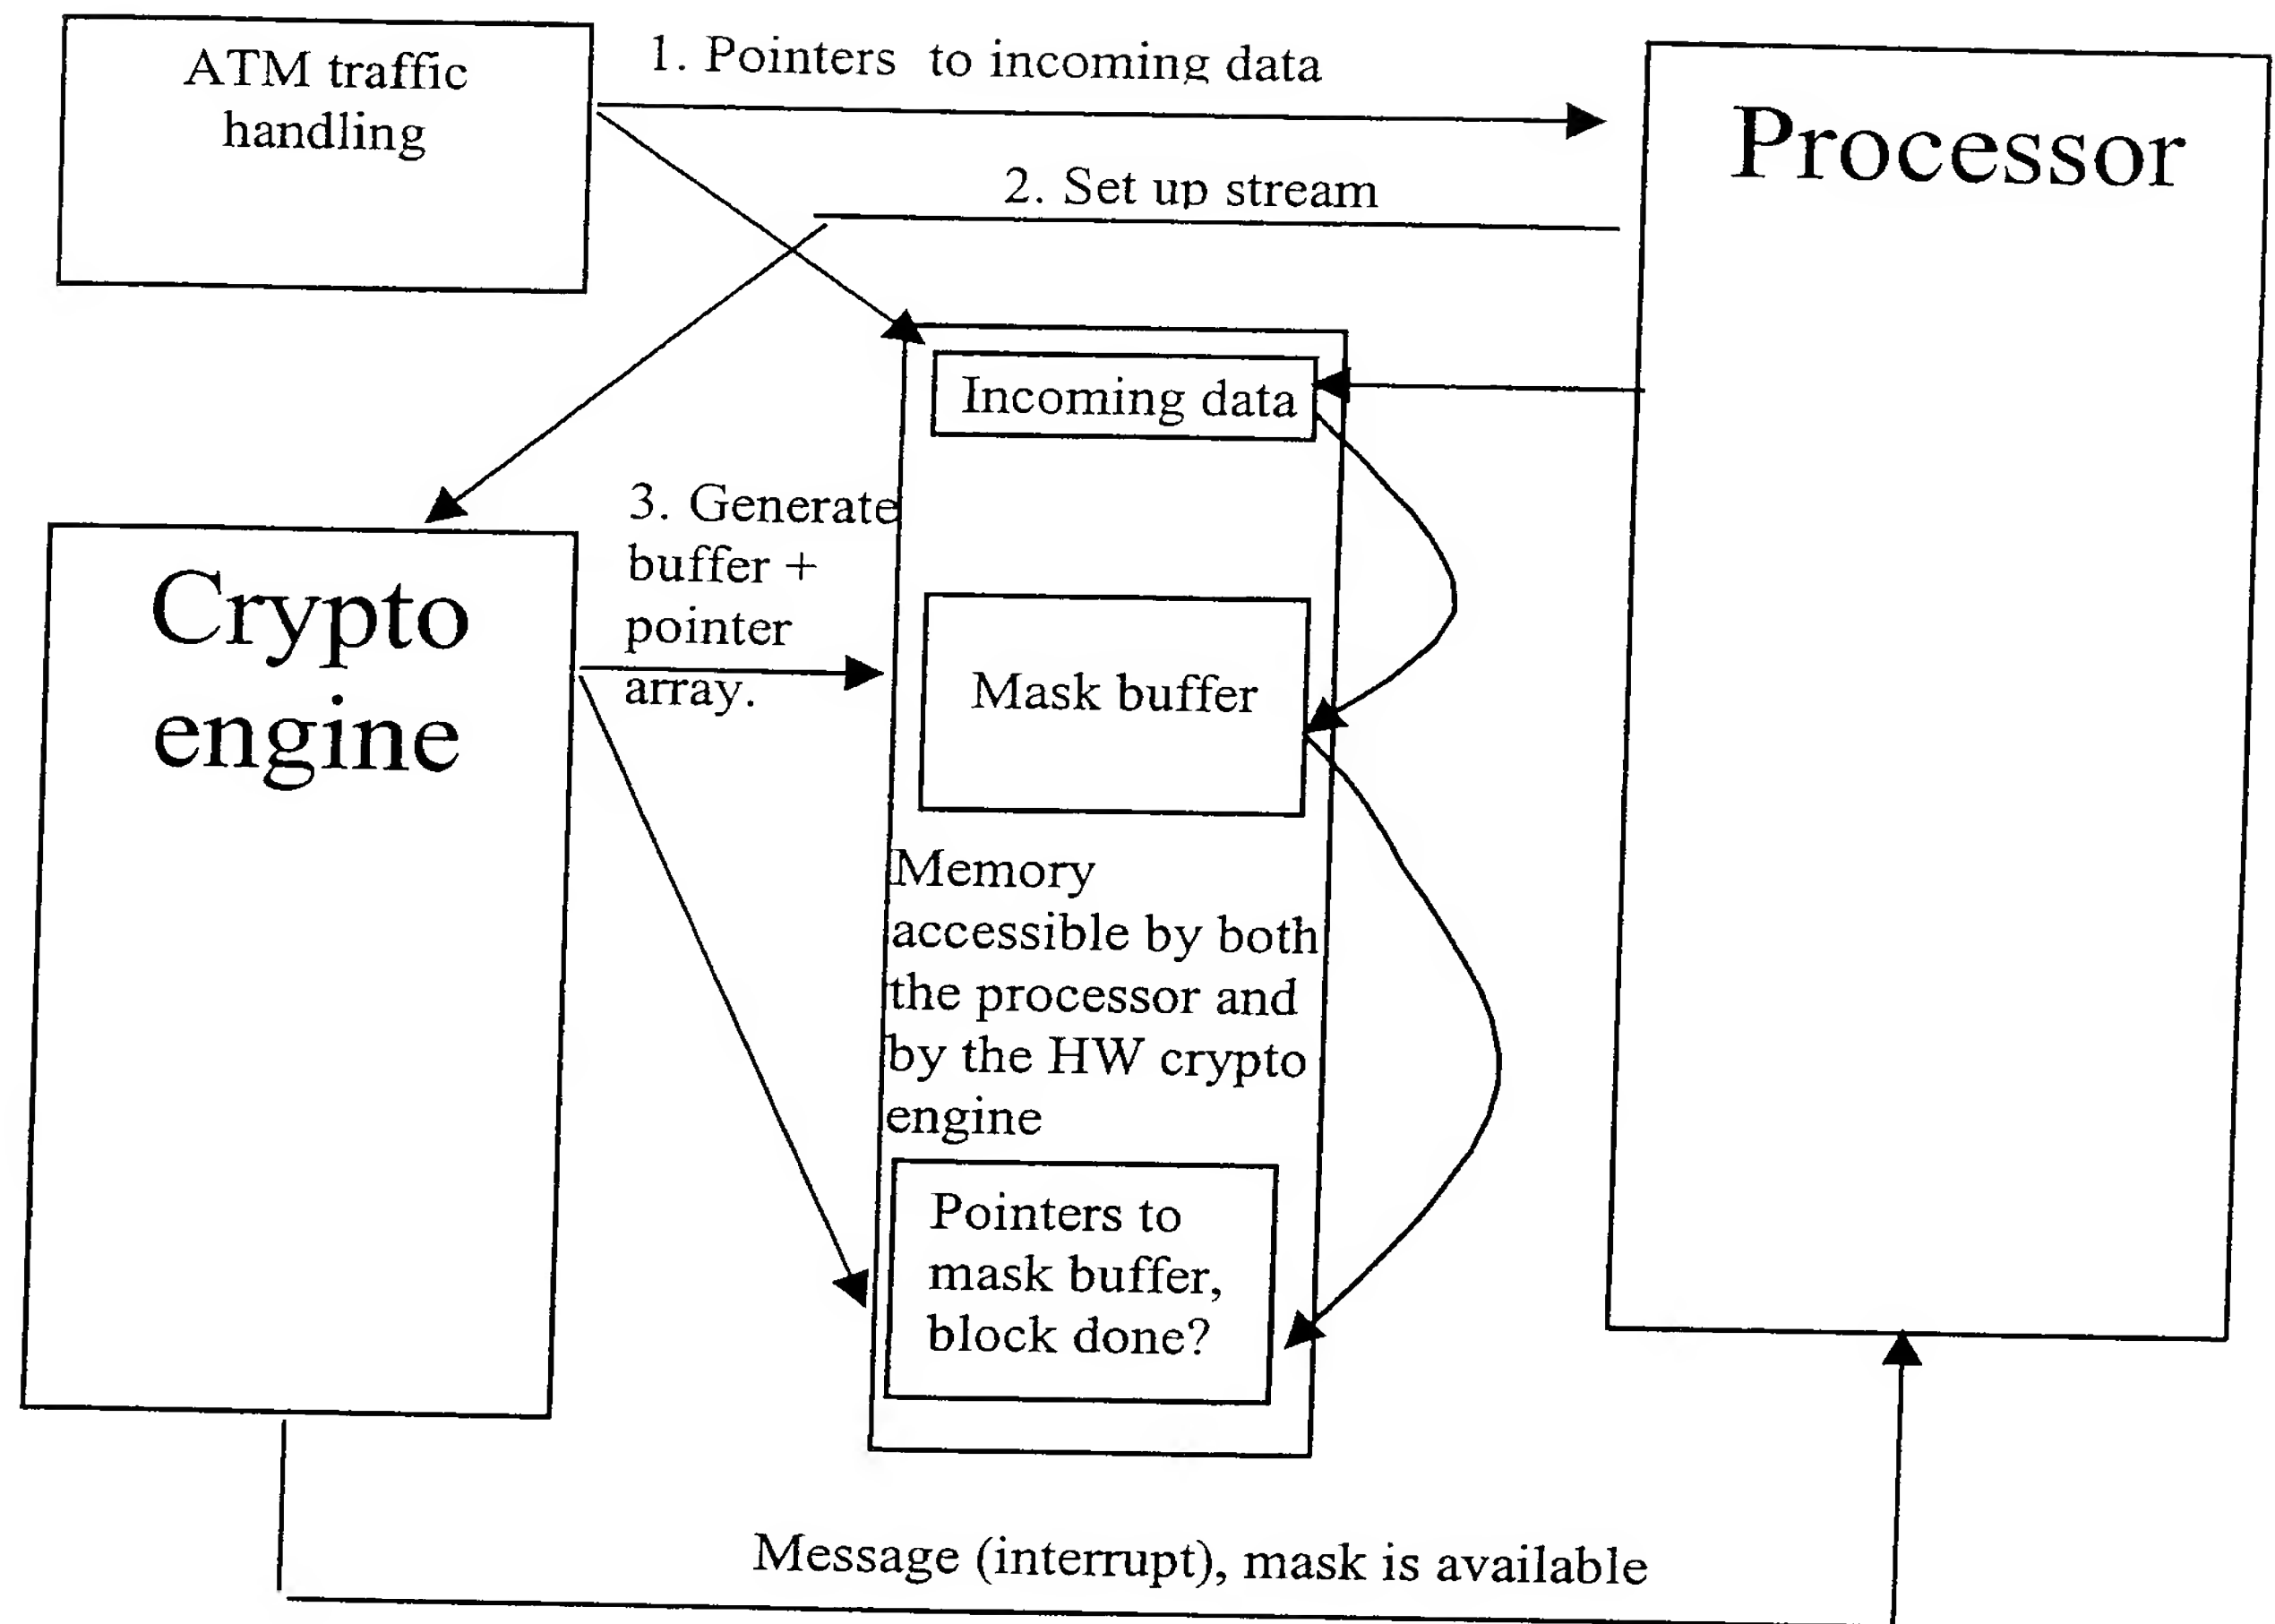 ATM traffic
handling
1. Pointers to incoming data
Processor
2. Set up stream
Incoming data
3. Generate
buffer +
pointer
array.
Crypto
engine
Mask buffer
Memory
accessible by both
the processor and
by the HW crypto
engine
Pointers to
mask buffer,
block done?
Message (interrupt), mask is available